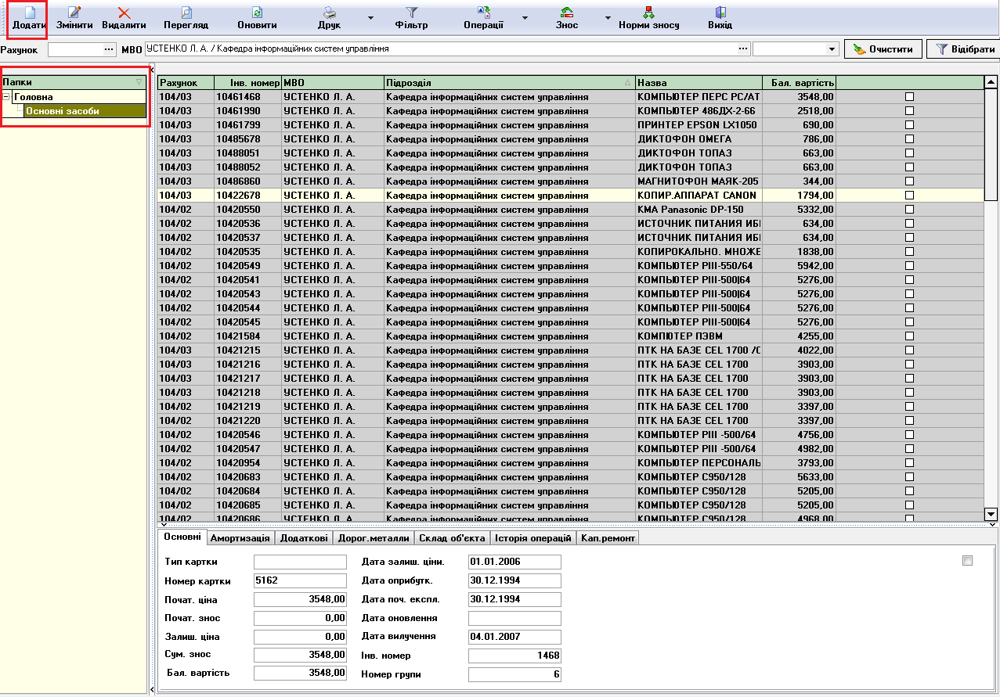 Додати Змінити Видалити Перегляд Оновити Друк Фільтр Операції Знос Норми зносу Вихід
Рахунок ... МВО УСТЕНКО Л. А. / Кафедра інформаційних систем управління ... Очистити Відібрати
Папки
Головна
Основні засоби
Рахунок Інв. номер МВО Підрозділ Назва Бал. вартість
104/03 10461468 УСТЕНКО Л. А. Кафедра інформаційних систем управління КОМПЬЮТЕР ПЕРС PC/AT 3548,00
104/03 10461990 УСТЕНКО Л. А. Кафедра інформаційних систем управління КОМПЬЮТЕР 486ДХ-2-66 2518,00
104/03 10461799 УСТЕНКО Л. А. Кафедра інформаційних систем управління ПРИНТЕР EPSON LX1050 690,00
104/03 10485678 УСТЕНКО Л. А. Кафедра інформаційних систем управління ДИКТОФОН ОМЕГА 786,00
104/03 10488051 УСТЕНКО Л. А. Кафедра інформаційних систем управління ДИКТОФОН ТОПАЗ 663,00
104/03 10488052 УСТЕНКО Л. А. Кафедра інформаційних систем управління ДИКТОФОН ТОПАЗ 663,00
104/03 10486860 УСТЕНКО Л. А. Кафедра інформаційних систем управління МАГНИТОФОН МАЯК-205 344,00
104/03 10422678 УСТЕНКО Л. А. Кафедра інформаційних систем управління КОПИР.АППАРАТ CANON 1794,00
104/02 10420550 УСТЕНКО Л. А. Кафедра інформаційних систем управління КМА Panasonic DP-150 5332,00
104/02 10420536 УСТЕНКО Л. А. Кафедра інформаційних систем управління ИСТОЧНИК ПИТАНИЯ 634,00
104/02 10420537 УСТЕНКО Л. А. Кафедра інформаційних систем управління ИСТОЧНИК ПИТАНИЯ 634,00
104/02 10420535 УСТЕНКО Л. А. Кафедра інформаційних систем управління КОПИРОКАЛЬНО. МНОЖЕ 1838,00
104/02 10420549 УСТЕНКО Л. А. Кафедра інформаційних систем управління КОМПЬЮТЕР PIII-550/64 5942,00
104/02 10420541 УСТЕНКО Л. А. Кафедра інформаційних систем управління КОМПЬЮТЕР PIII-500|64 5276,00
104/02 10420543 УСТЕНКО Л. А. Кафедра інформаційних систем управління КОМПЬЮТЕР PIII-500|64 5276,00
104/02 10420544 УСТЕНКО Л. А. Кафедра інформаційних систем управління КОМПЬЮТЕР PIII-500|64 5276,00
104/02 10420545 УСТЕНКО Л. А. Кафедра інформаційних систем управління КОМПЬЮТЕР PIII-500|64 5276,00
104/02 10421584 УСТЕНКО Л. А. Кафедра інформаційних систем управління КОМПЮТЕР ПЭВМ 4255,00
104/03 10421215 УСТЕНКО Л. А. Кафедра інформаційних систем управління ПТК НА БАЗЕ CEL 1700 4022,00
104/03 10421216 УСТЕНКО Л. А. Кафедра інформаційних систем управління ПТК НА БАЗЕ CEL 1700 3903,00
104/03 10421217 УСТЕНКО Л. А. Кафедра інформаційних систем управління ПТК НА БАЗЕ CEL 1700 3903,00
104/03 10421218 УСТЕНКО Л. А. Кафедра інформаційних систем управління ПТК НА БАЗЕ CEL 1700 3903,00
104/02 10421219 УСТЕНКО Л. А. Кафедра інформаційних систем управління ПТК НА БАЗЕ CEL 1700 3397,00
104/02 10421220 УСТЕНКО Л. А. Кафедра інформаційних систем управління ПТК НА БАЗЕ CEL 1700 3397,00
104/02 10420546 УСТЕНКО Л. А. Кафедра інформаційних систем управління КОМПЬЮТЕР PIII -500/64 4756,00
104/02 10420547 УСТЕНКО Л. А. Кафедра інформаційних систем управління КОМПЬЮТЕР PIII -500/64 4982,00
104/02 10420954 УСТЕНКО Л. А. Кафедра інформаційних систем управління КОМПЬЮТЕР ПЕРСОНАЛЬ 3793,00
104/02 10420683 УСТЕНКО Л. А. Кафедра інформаційних систем управління КОМПЬЮТЕР С950/128 5633,00
104/02 10420684 УСТЕНКО Л. А. Кафедра інформаційних систем управління КОМПЬЮТЕР С950/128 5205,00
104/02 10420685 УСТЕНКО Л. А. Кафедра інформаційних систем управління КОМПЬЮТЕР С950/128 5205,00
104/02 10420686 УСТЕНКО Л. А. Кафедра інформаційних систем управління КОМПЬЮТЕР С950/128 4968,00
Основні Амортизація Додаткові Дорог.металли Склад об'єкта Історія операцій Кап.ремонт
Тип картки Дата залиш. ціни. 01.01.2006
Номер картки 5162 Дата оприбутк. 30.12.1994
Почат. ціна 3548,00 Дата поч. експл. 30.12.1994
Почат. знос 0,00 Дата оновлення
Залиш. ціна 0,00 Дата вилучення 04.01.2007
Сум. знос 3548,00 Інв. номер 1468
Бал. вартість 3548,00 Номер групи 6